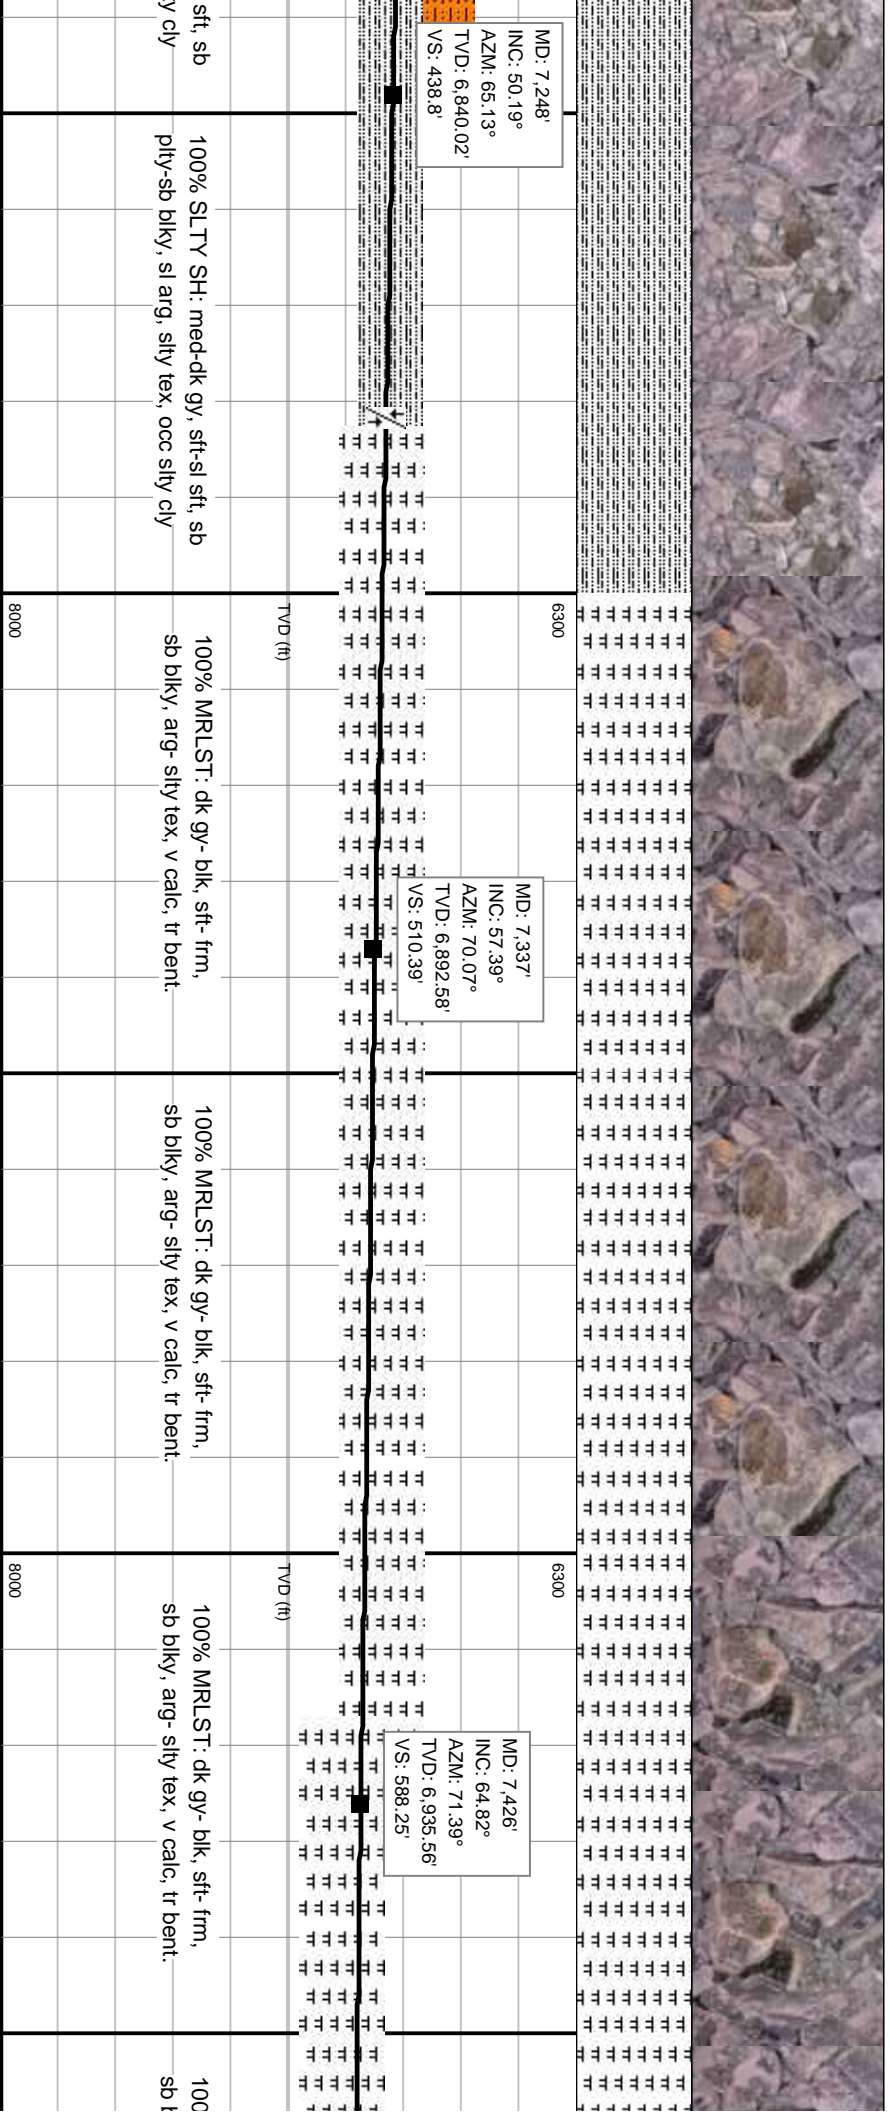 sft, sb
y cly
MD: 7,248'
INC: 50.19°
AZM: 65.13°
TVD: 6,840.02'
VS: 438.8'
100% SLTY SH: med-dk gy, sft-sl sft, sb
plty-sb blky, sl arg, slty tex, occ slty cly
6300
TVD (ft)
8000
100% MRLST: dk gy- blk, sft- frm,
sb blky, arg- slty tex, v calc, tr bent.
MD: 7,337'
INC: 57.39°
AZM: 70.07°
TVD: 6,892.58'
VS: 510.39'
100% MRLST: dk gy- blk, sft- frm,
sb blky, arg- slty tex, v calc, tr bent.
6300
TVD (ft)
8000
100% MRLST: dk gy- blk, sft- frm,
sb blky, arg- slty tex, v calc, tr bent.
MD: 7,426'
INC: 64.82°
AZM: 71.39°
TVD: 6,935.56'
VS: 588.25'
100
sb b